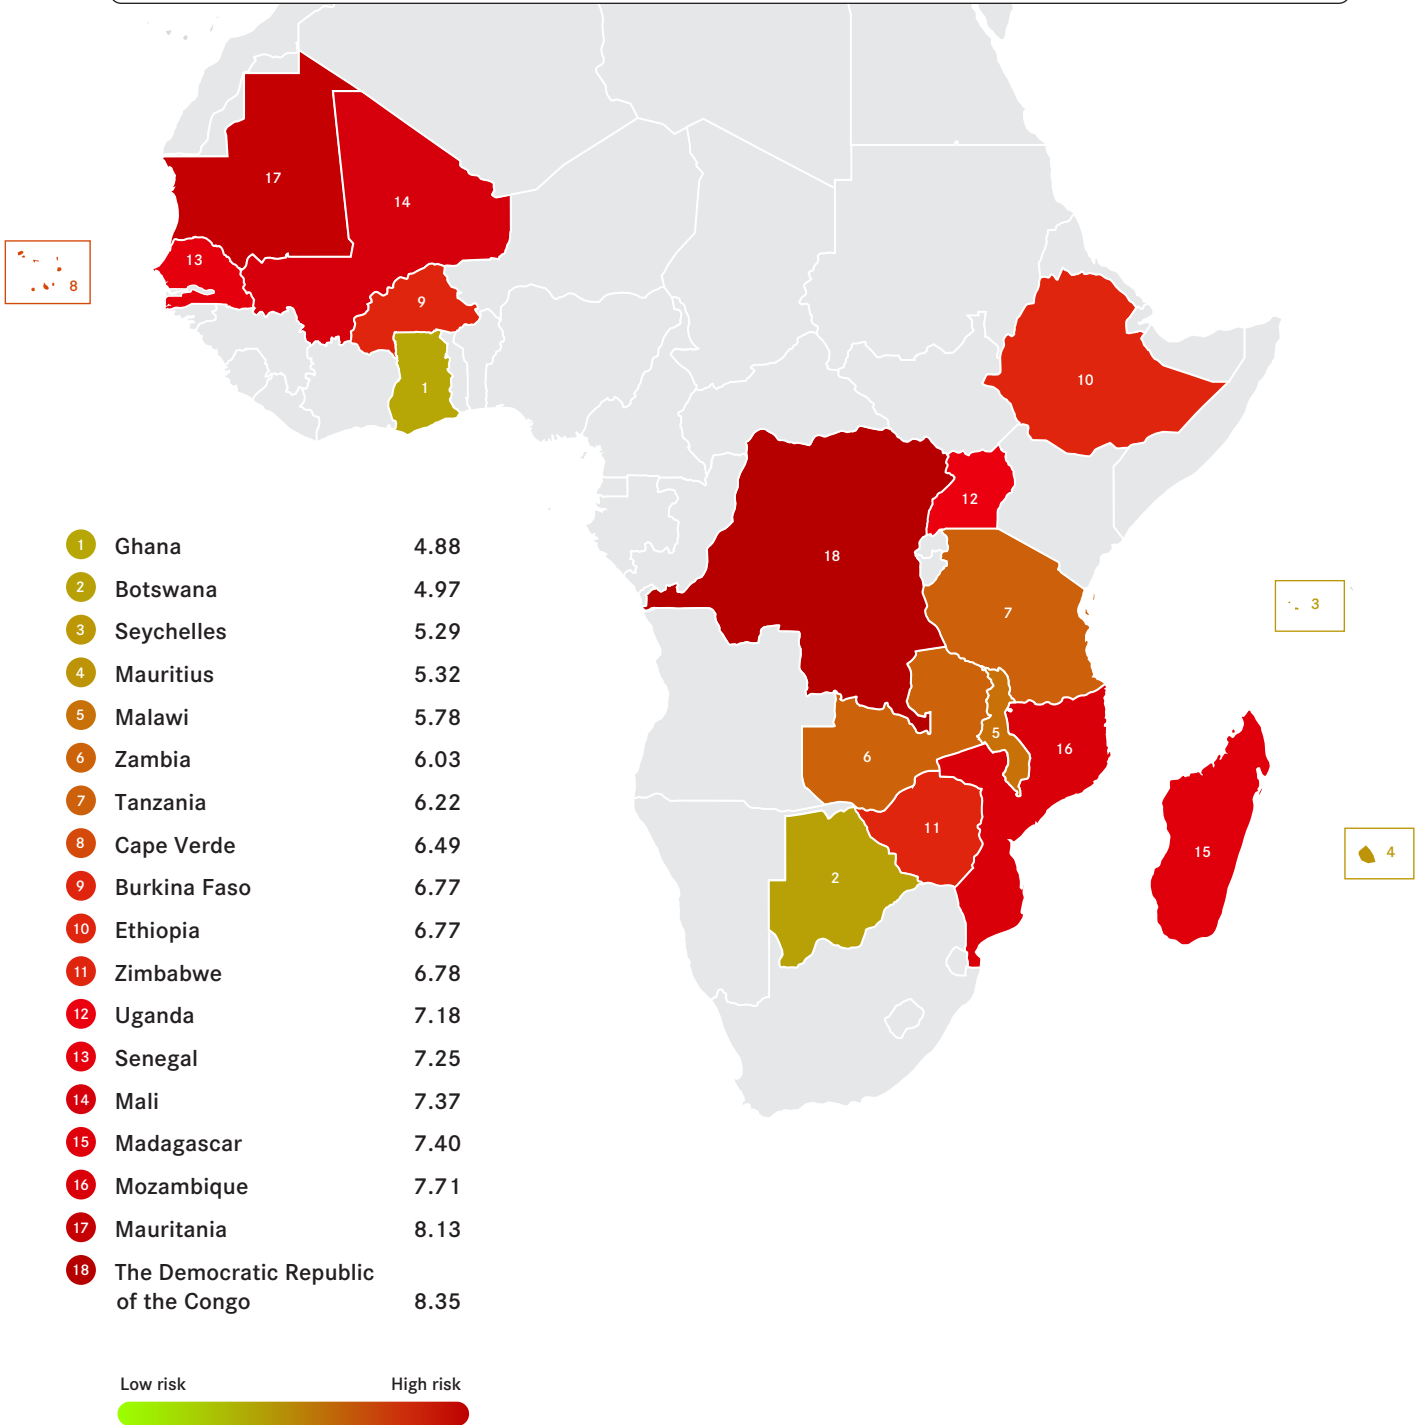 17
14
13
8
9
1
10
12
18
7
3
5
16
6
11
15
4
2
1 Ghana 4.88
2 Botswana 4.97
3 Seychelles 5.29
4 Mauritius 5.32
5 Malawi 5.78
6 Zambia 6.03
7 Tanzania 6.22
8 Cape Verde 6.49
9 Burkina Faso 6.77
10 Ethiopia 6.77
11 Zimbabwe 6.78
12 Uganda 7.18
13 Senegal 7.25
14 Mali 7.37
15 Madagascar 7.40
16 Mozambique 7.71
17 Mauritania 8.13
18 The Democratic Republic
of the Congo 8.35
Low risk High risk